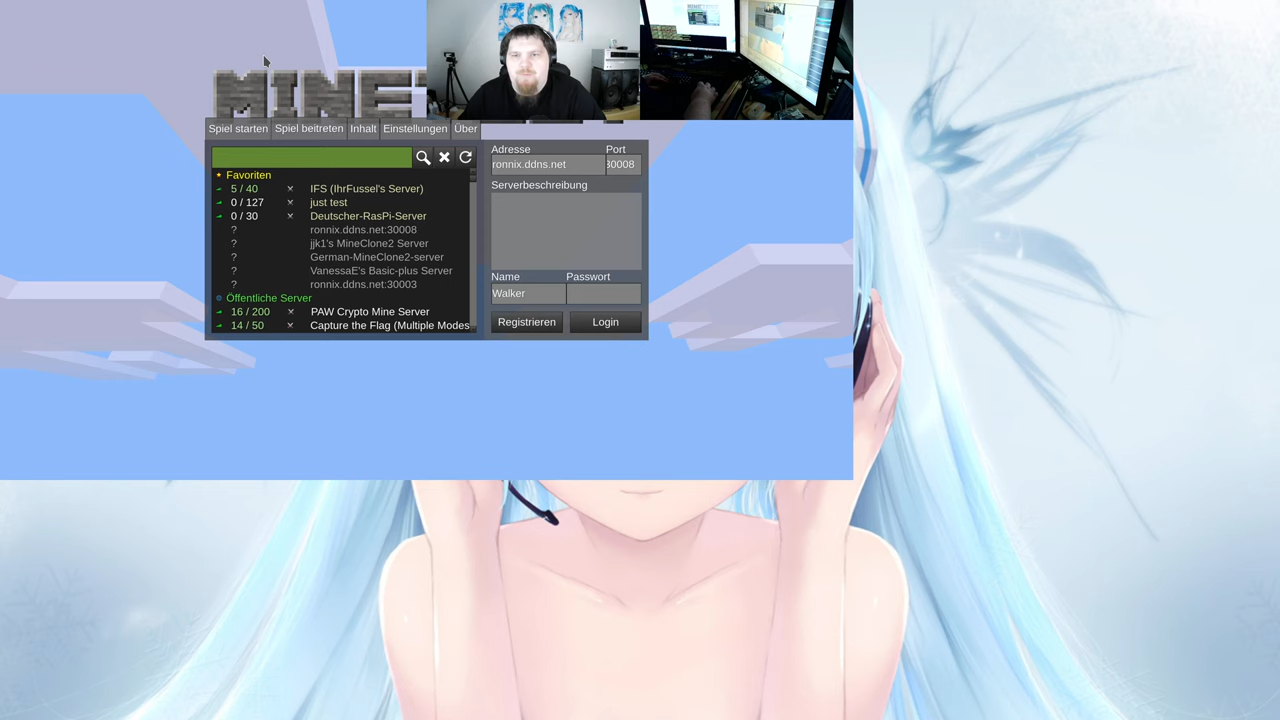 MINET
Spiel starten Spiel beitreten Inhalt Einstellungen Über
Adresse Port
ronnix.ddns.net 30008
Serverbeschreibung
Favoriten
5 / 40 IFS (IhrFussel's Server)
0 / 127 just test
0 / 30 Deutscher-RasPi-Server
? ronnix.ddns.net:30008
? jjk1's MineClone2 Server
? German-MineClone2-server
? VanessaE's Basic-plus Server
? ronnix.ddns.net:30003
Öffentliche Server
16 / 200 PAW Crypto Mine Server
14 / 50 Capture the Flag (Multiple Modes
Name Passwort
Walker
Registrieren Login